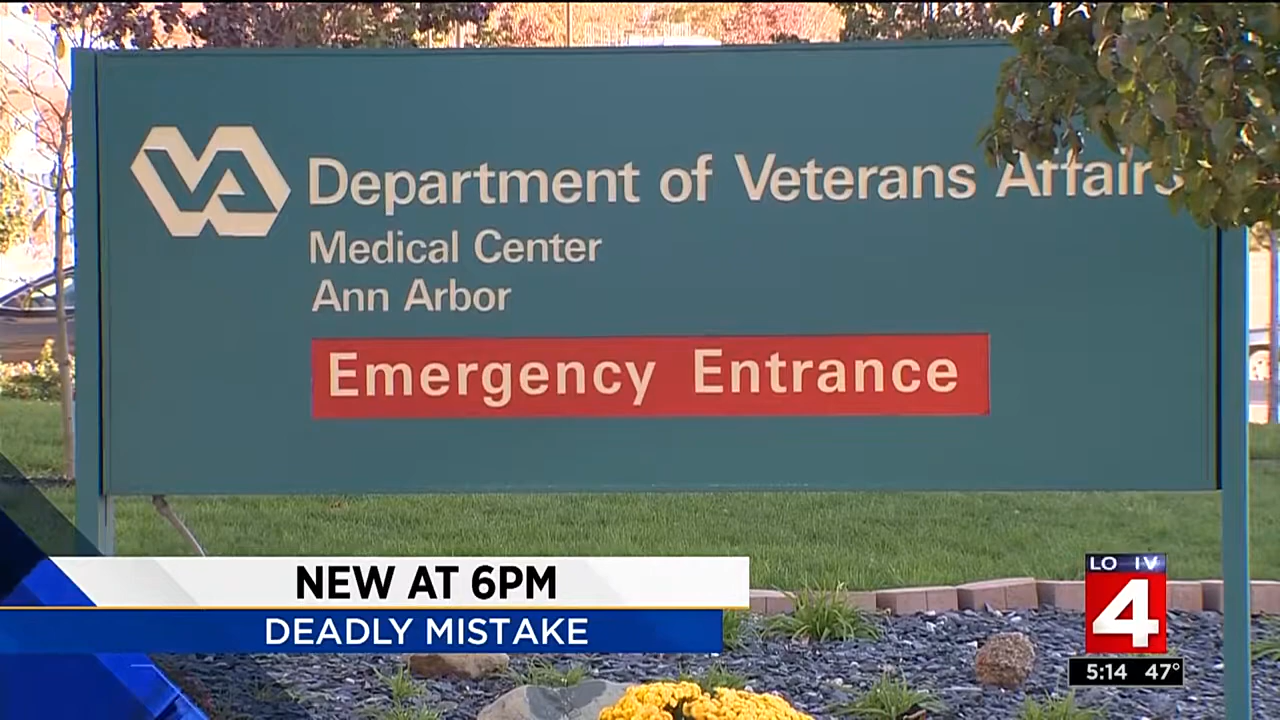 VA
Department of Veterans Affairs
Medical Center
Ann Arbor
Emergency Entrance
NEW AT 6PM
DEADLY MISTAKE
LO IV
4
5:14 47°